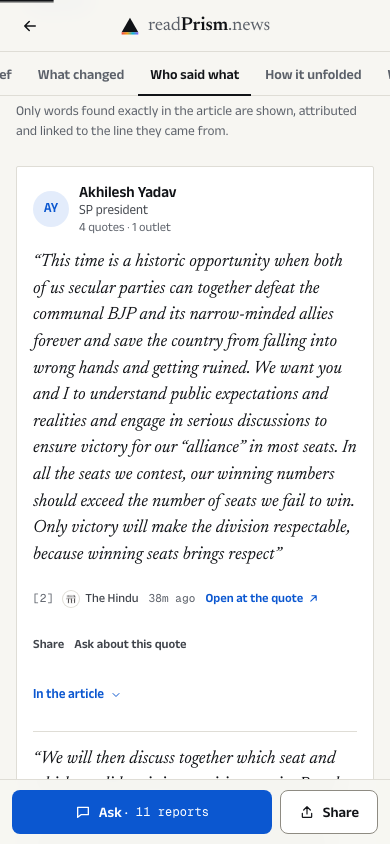 readPrism.news
ef What changed Who said what How it unfolded
Only words found exactly in the article are shown, attributed
and linked to the line they came from.
AY
Akhilesh Yadav
SP president
4 quotes · 1 outlet
“This time is a historic opportunity when both
of us secular parties can together defeat the
communal BJP and its narrow-minded allies
forever and save the country from falling into
wrong hands and getting ruined. We want you
and I to understand public expectations and
realities and engage in serious discussions to
ensure victory for our “alliance” in most seats. In
all the seats we contest, our winning numbers
should exceed the number of seats we fail to win.
Only victory will make the division respectable,
because winning seats brings respect”
[2] The Hindu 38m ago Open at the quote ↗
Share Ask about this quote
In the article
“We will then discuss together which seat and
Ask · 11 reports
Share